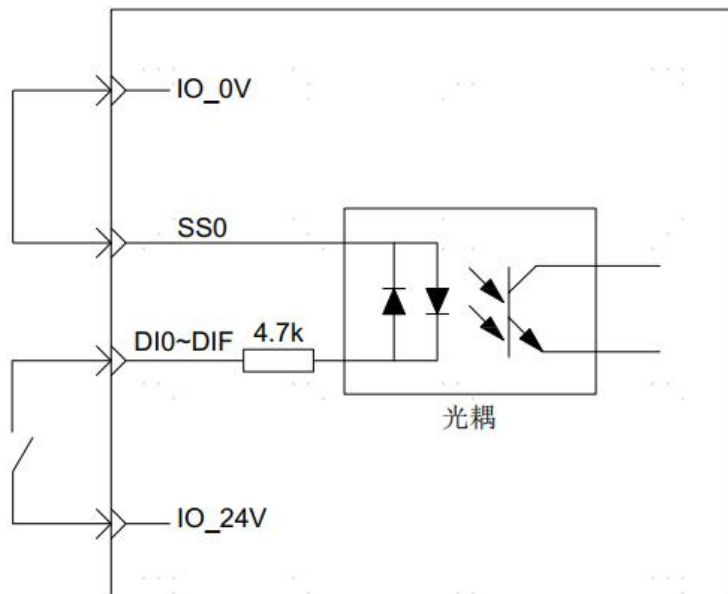 IO_0V
SS0
DI0~DIF 4.7k
光耦
IO_24V